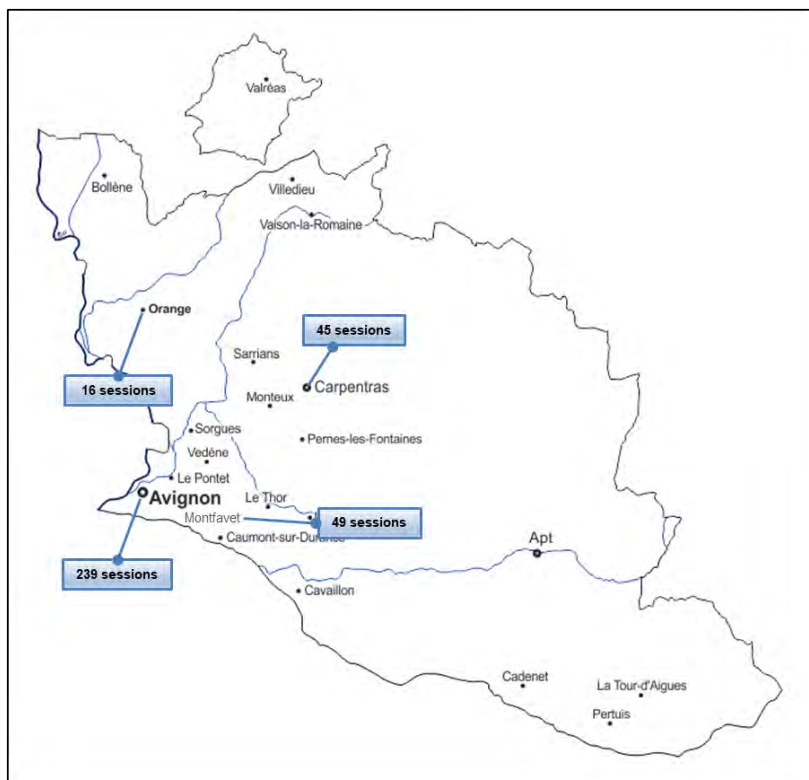 Valréas
Bollène
Villedieu
Vaison-la-Romaine
Orange
45 sessions
Sarrians
16 sessions
Carpentras
Monteux
Sorgues
Pernes-les-Fontaines
Vedène
Le Pontet
Avignon
Le Thor
Montfavet
49 sessions
Caumont-sur-Durance
Apt
239 sessions
Cavaillon
Cadenet
La Tour-d'Aigues
Pertuis